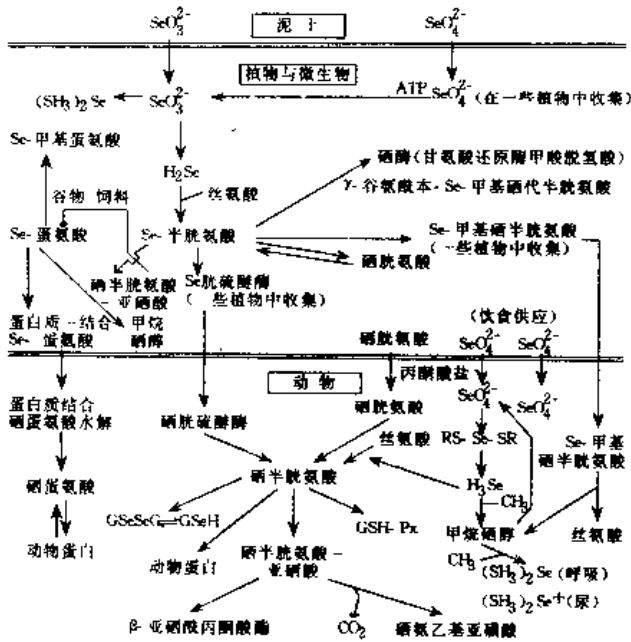 SeO₃²⁻ 泥土 SeO₄²⁻
植物与微生物
(SH₃)₂Se SeO₃²⁻ ATP SeO₄²⁻ (在一些植物中收集)
Se-甲基蛋氨酸
硒酶(甘氨酸还原酶甲酸脱氢酸)
H₂Se
丝氨酸
γ-谷氨酸本-Se-甲基硒代半胱氨酸
谷物 饲料
Se-蛋氨酸 Se-半胱氨酸 Se-甲基硒半胱氨酸
(一些植物中收集)
硒胱氨酸
硒半胱氨酸
-亚硒酸
Se胱硫醚酶
(一些植物中收集)
蛋白质-结合 甲烷
Se-蛋氨酸 硒醇
(饮食供应)
硒胱氨酸 SeO₄²⁻ SeO₄²⁻
动物
丙酮酸盐
SeO₄²⁻ SeO₄²⁻
蛋白质结合
硒蛋氨酸水解
硒胱硫醚酶 硒胱氨酸
丝氨酸 RS-Se-SR
Se-甲基
硒半胱氨酸
硒蛋氨酸 硒半胱氨酸 H₃Se
CH₃
GSeSeG⇌GSeH GSH-Px 甲烷硒醇 丝氨酸
动物蛋白 动物蛋白 硒半胱氨酸-
亚硒酸
CH₃ (SH₃)₂Se(呼吸)
(SH₃)₂Se⁺(尿)
β-亚硒酸丙酮酸酯 CO₂ 硒氨乙基亚磺酸